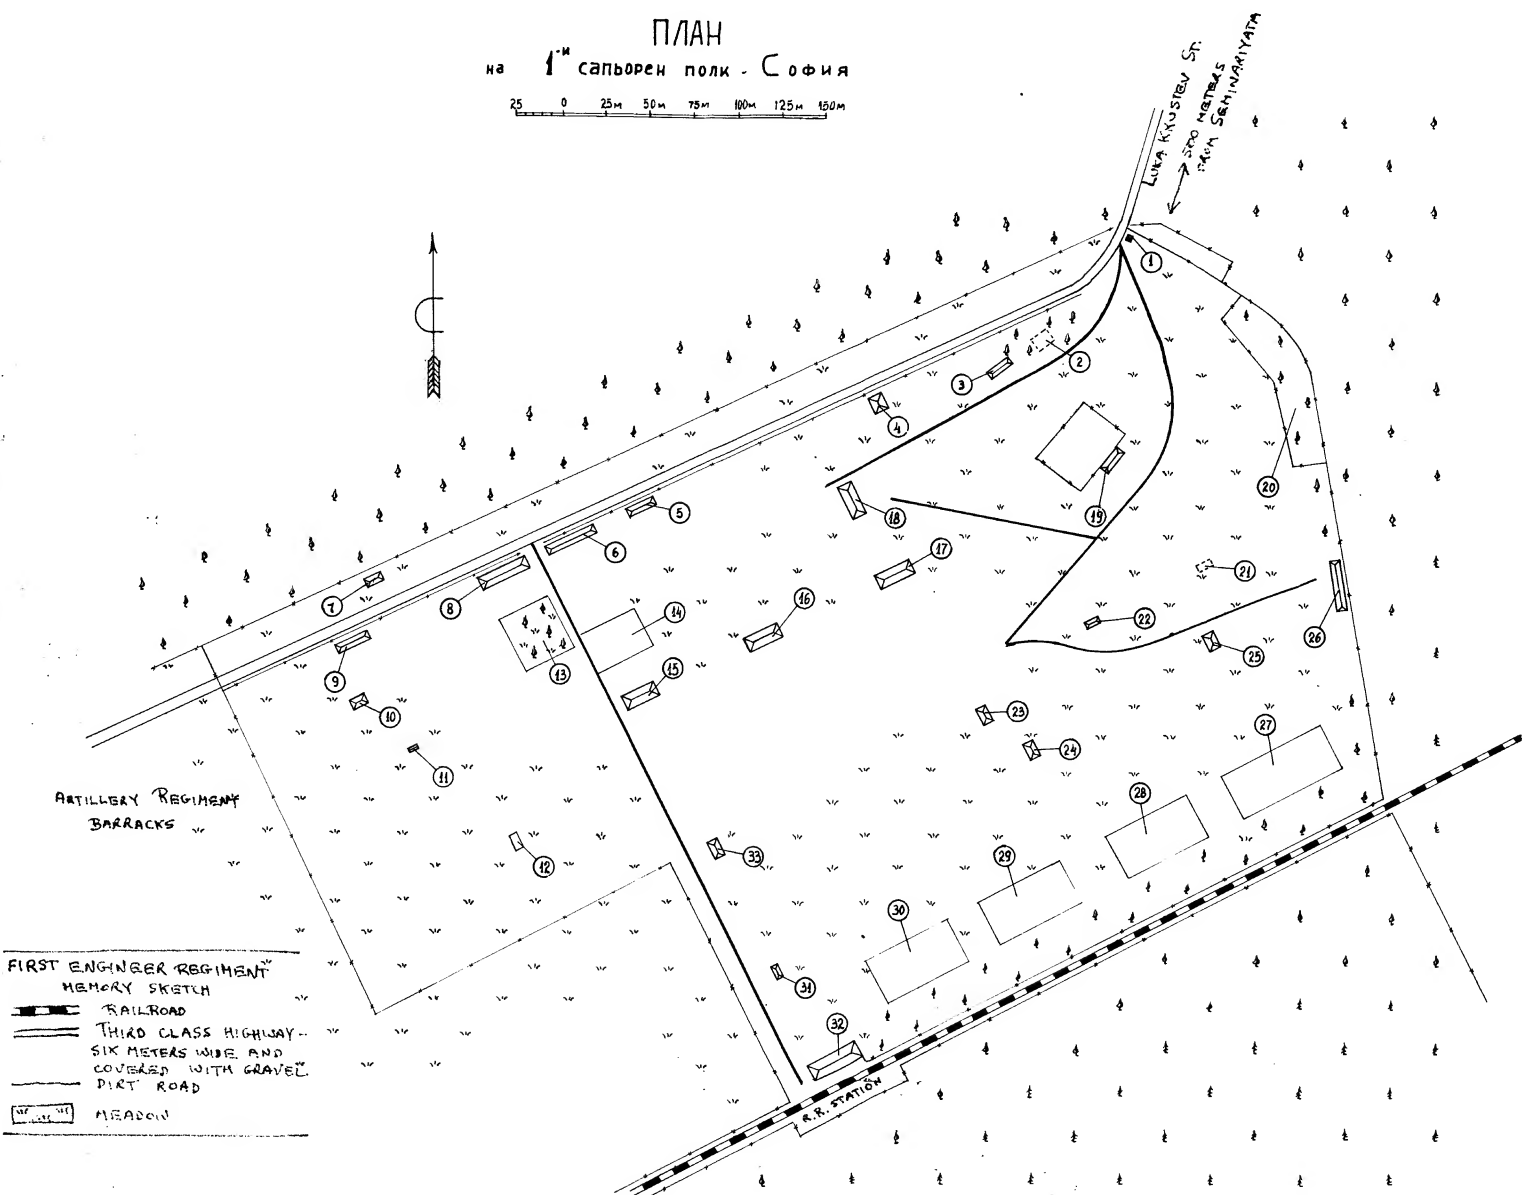 ПЛАН
на 1-и сапьорен полк - София
25 0 25м 50м 75м 100м 125м 150м
LUKA KYUSTEV ST.
500 METERS
FROM SEMINARIYATA
1
2
3
4
5
6
7
8
9
10
11
12
13
14
15
16
17
18
19
20
21
22
23
24
25
26
27
28
29
30
31
32
33
ARTILLERY REGIMENT
BARRACKS
R.R. STATION
FIRST ENGINEER REGIMENT
MEMORY SKETCH
RAILROAD
THIRD CLASS HIGHWAY -
SIX METERS WIDE AND
COVERED WITH GRAVEL
DIRT ROAD
MEADOW